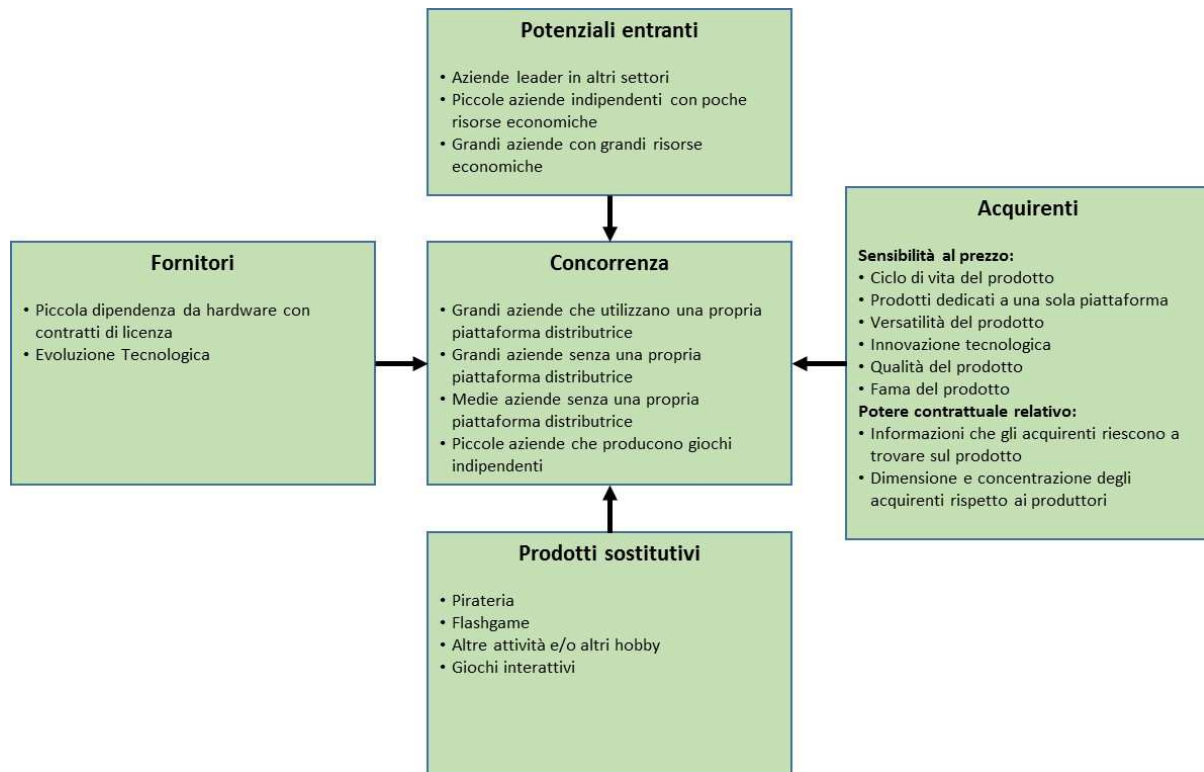 Potenziali entranti
• Aziende leader in altri settori
• Piccole aziende indipendenti con poche
risorse economiche
• Grandi aziende con grandi risorse
economiche
Fornitori
• Piccola dipendenza da hardware con
contratti di licenza
• Evoluzione Tecnologica
Concorrenza
• Grandi aziende che utilizzano una propria
piattaforma distributrice
• Grandi aziende senza una propria
piattaforma distributrice
• Medie aziende senza una propria
piattaforma distributrice
• Piccole aziende che producono giochi
indipendenti
Acquirenti
Sensibilità al prezzo:
• Ciclo di vita del prodotto
• Prodotti dedicati a una sola piattaforma
• Versatilità del prodotto
• Innovazione tecnologica
• Qualità del prodotto
• Fama del prodotto
Potere contrattuale relativo:
• Informazioni che gli acquirenti riescono a
trovare sul prodotto
• Dimensione e concentrazione degli
acquirenti rispetto ai produttori
Prodotti sostitutivi
• Pirateria
• Flashgame
• Altre attività e/o altri hobby
• Giochi interattivi